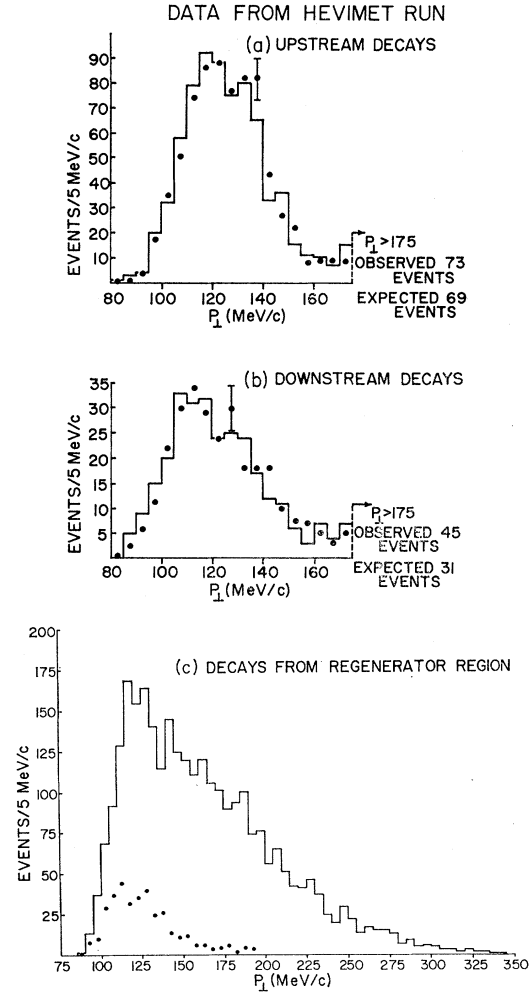 DATA FROM HEVIMET RUN
(a) UPSTREAM DECAYS
EVENTS/5 MeV/c
90
80
70
60
50
40
30
20
10
P⊥>175
OBSERVED 73
EVENTS
EXPECTED 69
EVENTS
80 100 120 140 160
P⊥(MeV/c)
(b) DOWNSTREAM DECAYS
EVENTS/5 MeV/c
35
30
25
20
15
10
5
P⊥>175
OBSERVED 45
EVENTS
EXPECTED 31
EVENTS
80 100 120 140 160
P⊥(MeV/c)
(c) DECAYS FROM REGENERATOR REGION
EVENTS/5 MeV/c
200
175
150
125
100
75
50
25
75 100 125 150 175 200 225 250 275 300 325 350
P⊥(MeV/c)